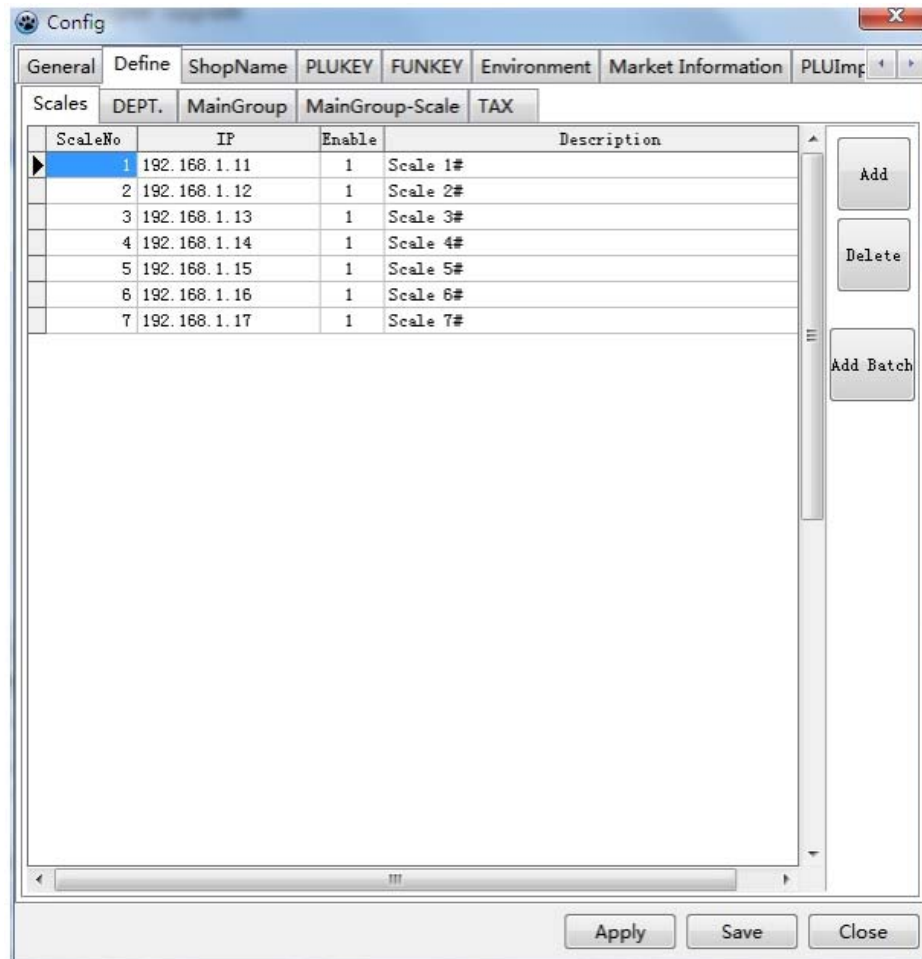 Config
General Define ShopName PLUKEY FUNKEY Environment Market Information PLUImp
Scales DEPT. MainGroup MainGroup-Scale TAX
ScaleNo IP Enable Description
1 192.168.1.11 1 Scale 1#
2 192.168.1.12 1 Scale 2#
3 192.168.1.13 1 Scale 3#
4 192.168.1.14 1 Scale 4#
5 192.168.1.15 1 Scale 5#
6 192.168.1.16 1 Scale 6#
7 192.168.1.17 1 Scale 7#
Add
Delete
Add Batch
Apply Save Close